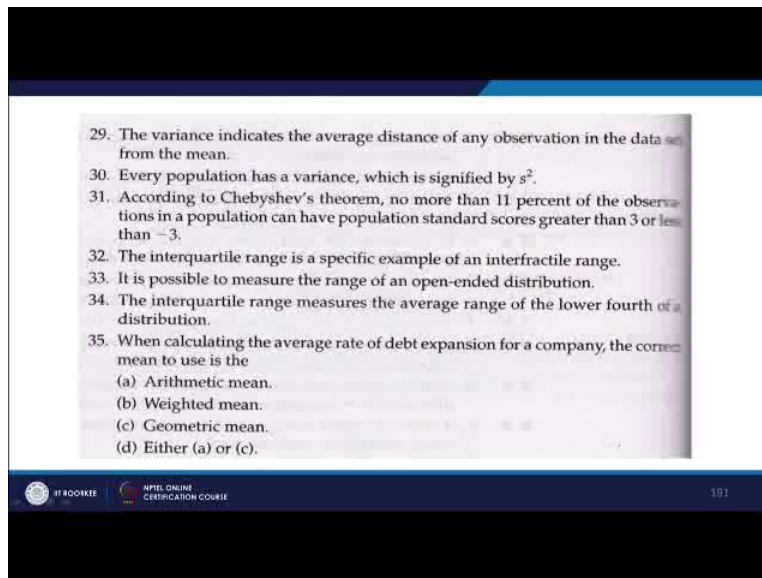 29. The variance indicates the average distance of any observation in the data set
from the mean.
30. Every population has a variance, which is signified by s².
31. According to Chebyshev's theorem, no more than 11 percent of the observa-
tions in a population can have population standard scores greater than 3 or less
than −3.
32. The interquartile range is a specific example of an interfractile range.
33. It is possible to measure the range of an open-ended distribution.
34. The interquartile range measures the average range of the lower fourth of a
distribution.
35. When calculating the average rate of debt expansion for a company, the correct
mean to use is the
(a) Arithmetic mean.
(b) Weighted mean.
(c) Geometric mean.
(d) Either (a) or (c).
IIT ROORKEE
NPTEL ONLINE
CERTIFICATION COURSE
191